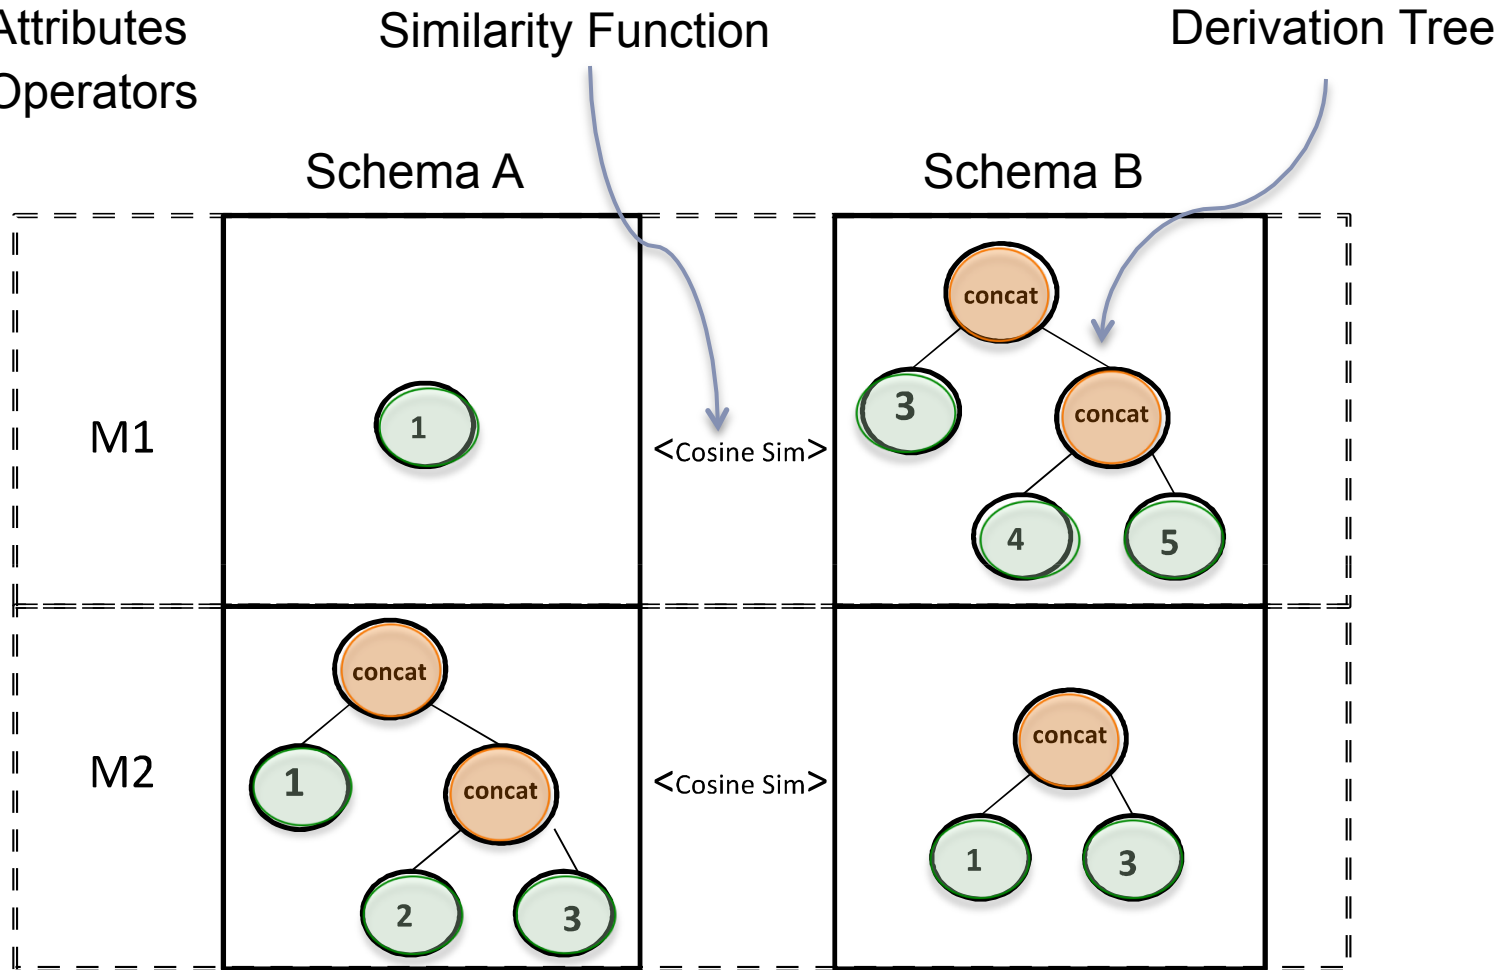 Attributes
Similarity Function
Derivation Tree
Operators
Schema A
Schema B
concat
3
concat
1
M1
<Cosine Sim>
4
5
concat
concat
M2
1
concat
<Cosine Sim>
1
3
2
3